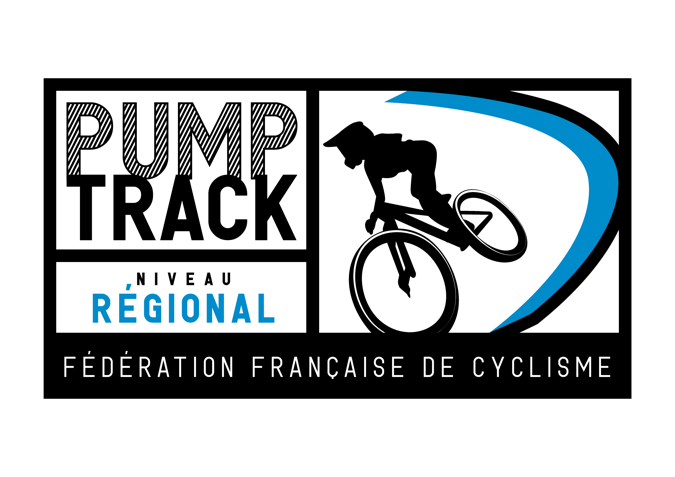 PUMP
TRACK
NIVEAU
RÉGIONAL
FÉDÉRATION FRANÇAISE DE CYCLISME